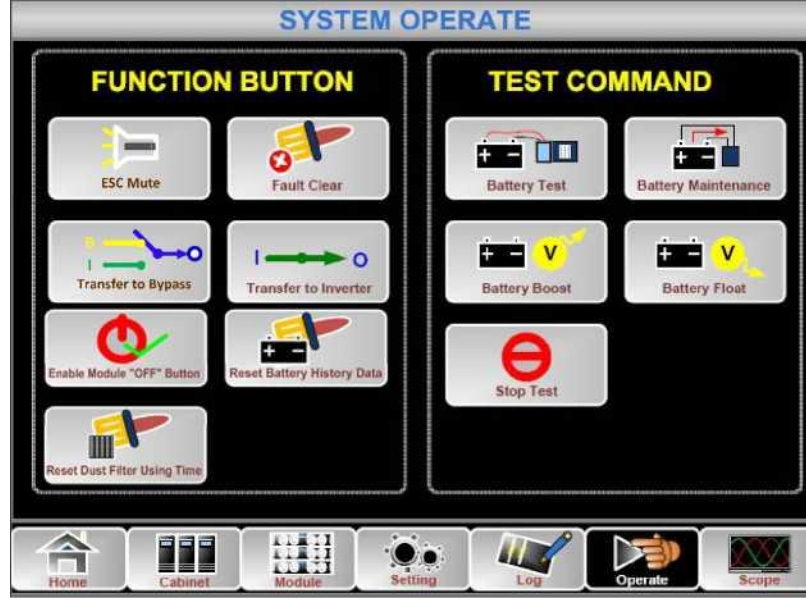 SYSTEM OPERATE
FUNCTION BUTTON
ESC Mute
Fault Clear
B
I
Transfer to Bypass
I O
Transfer to Inverter
Enable Module "OFF" Button
Reset Battery History Data
Reset Dust Filter Using Time
TEST COMMAND
Battery Test
Battery Maintenance
V
Battery Boost
V
Battery Float
Stop Test
Home
Cabinet
Module
Setting
Log
Operate
Scope